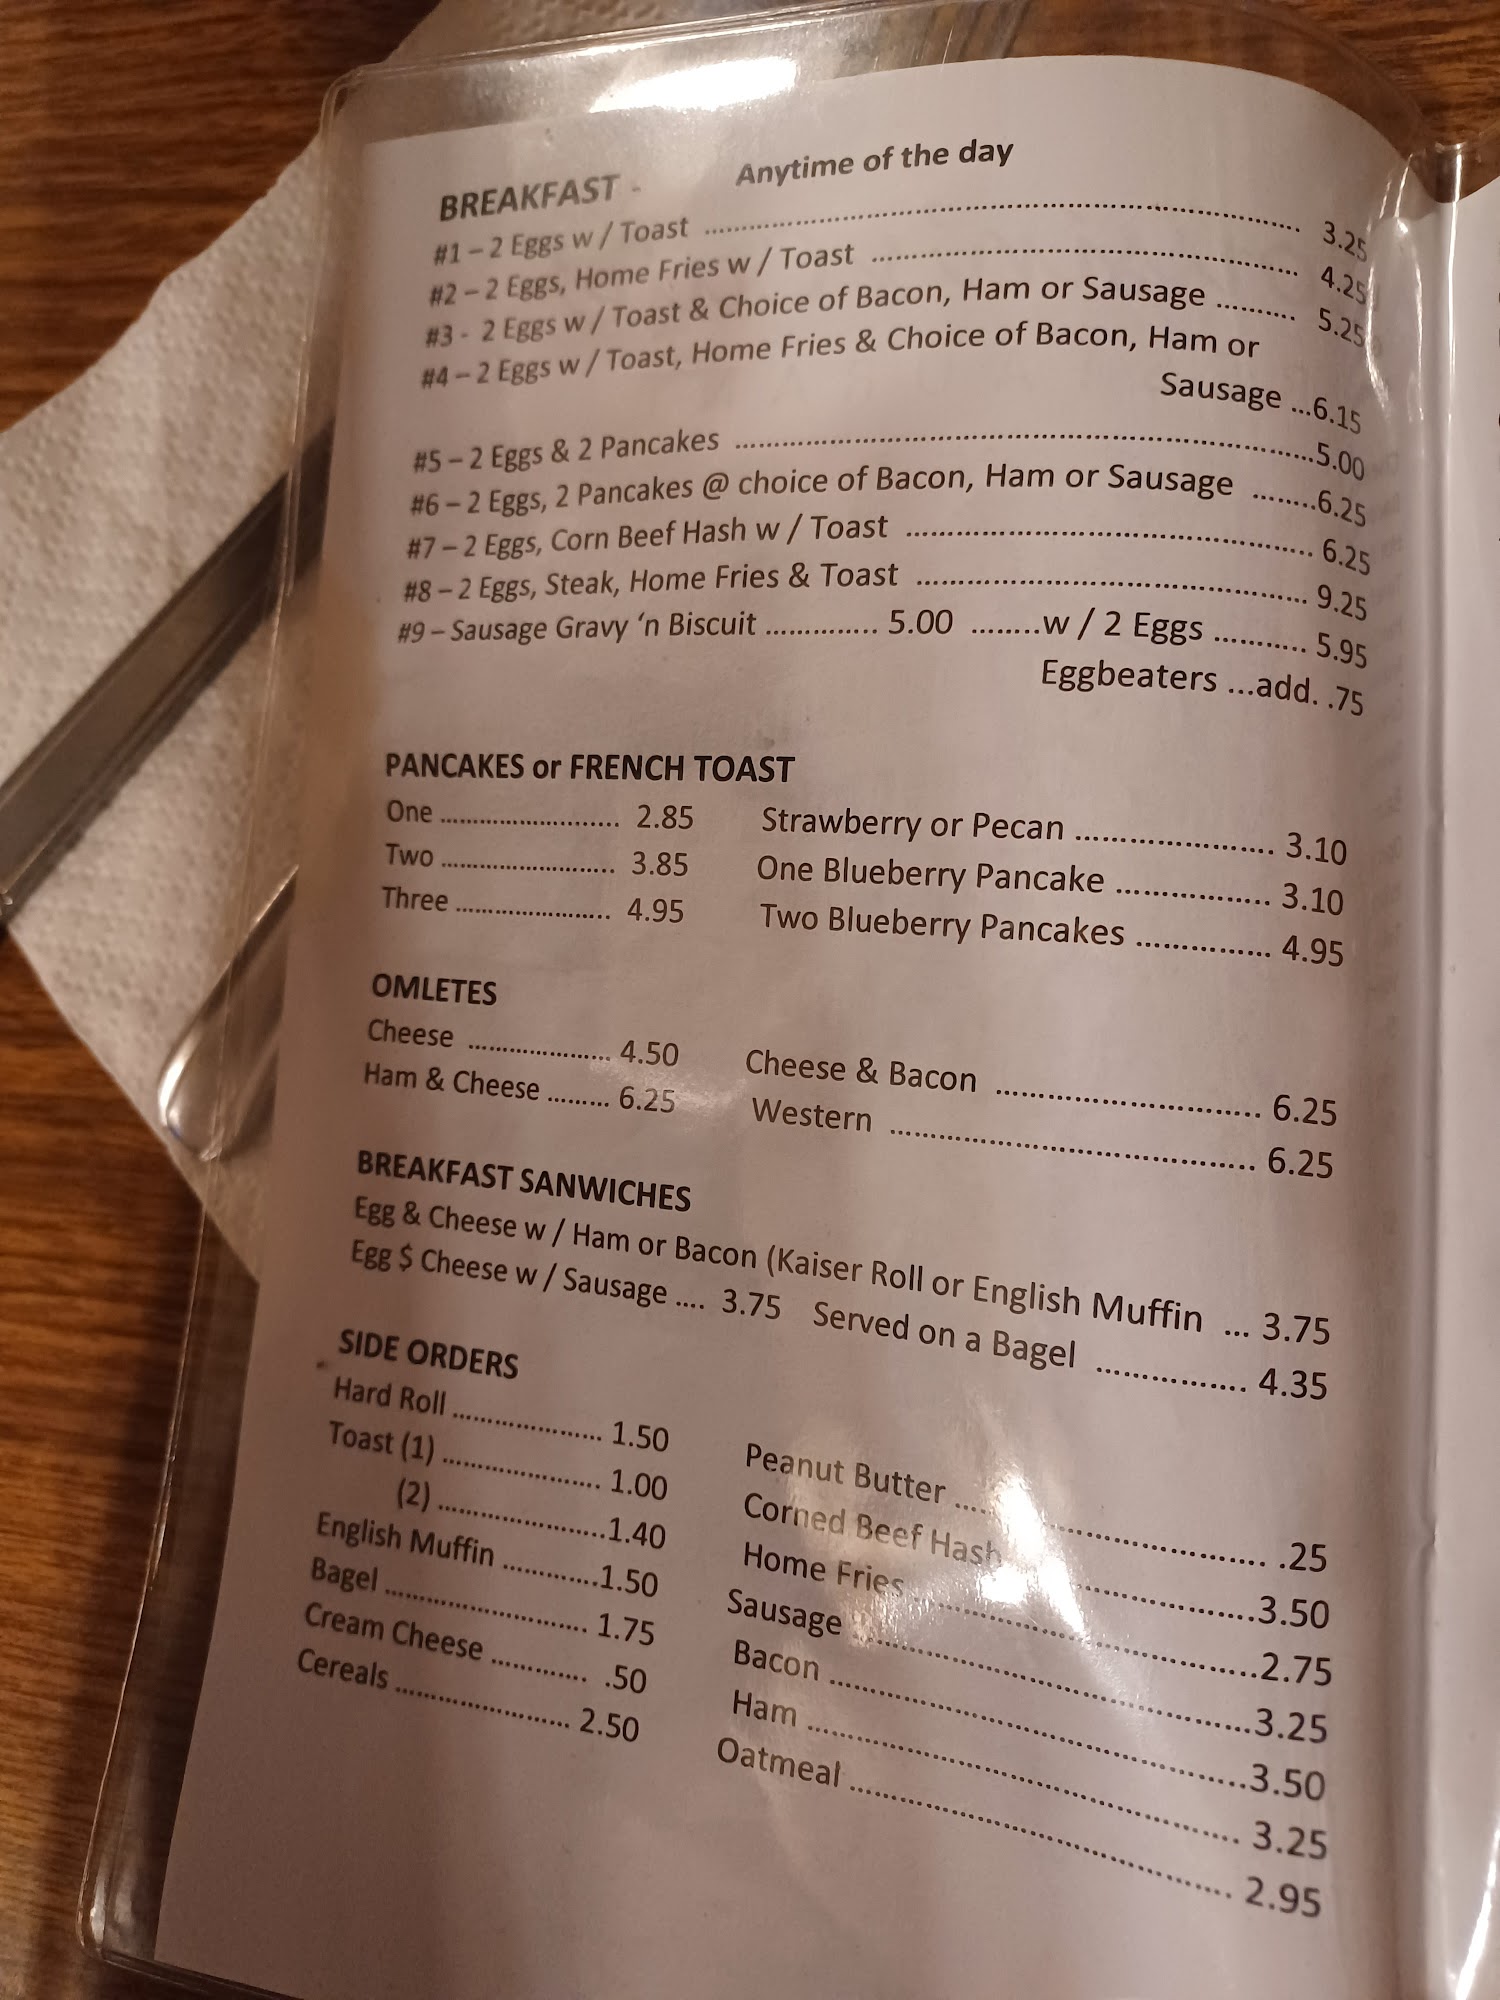 BREAKFAST - Anytime of the day
#1 – 2 Eggs w / Toast ........ 3.25
#2 – 2 Eggs, Home Fries w / Toast ........ 4.25
#3 - 2 Eggs w / Toast & Choice of Bacon, Ham or Sausage .......... 5.25
#4 – 2 Eggs w / Toast, Home Fries & Choice of Bacon, Ham or
Sausage ...6.15
#5 – 2 Eggs & 2 Pancakes ........5.00
#6 – 2 Eggs, 2 Pancakes @ choice of Bacon, Ham or Sausage ........6.25
#7 – 2 Eggs, Corn Beef Hash w / Toast ........ 6.25
#8 – 2 Eggs, Steak, Home Fries & Toast ........ 9.25
#9 – Sausage Gravy ‘n Biscuit .............. 5.00 ........w / 2 Eggs ........... 5.95
Eggbeaters ...add. .75
PANCAKES or FRENCH TOAST
One ........ 2.85 Strawberry or Pecan ........ 3.10
Two ........ 3.85 One Blueberry Pancake ........ 3.10
Three ........ 4.95 Two Blueberry Pancakes ........ 4.95
OMLETES
Cheese ........ 4.50 Cheese & Bacon ........ 6.25
Ham & Cheese ......... 6.25 Western ........ 6.25
BREAKFAST SANWICHES
Egg & Cheese w / Ham or Bacon (Kaiser Roll or English Muffin ... 3.75
Egg $ Cheese w / Sausage .... 3.75 Served on a Bagel ........ 4.35
SIDE ORDERS
Hard Roll ........ 1.50 Peanut Butter ........ .25
Toast (1) ........ 1.00 Corned Beef Hash ........3.50
(2) ........1.40 Home Fries ........2.75
English Muffin ........1.50 Sausage ........3.25
Bagel ........ 1.75 Bacon ........3.50
Cream Cheese ........ .50 Ham ........ 3.25
Cereals ........ 2.50 Oatmeal ........ 2.95